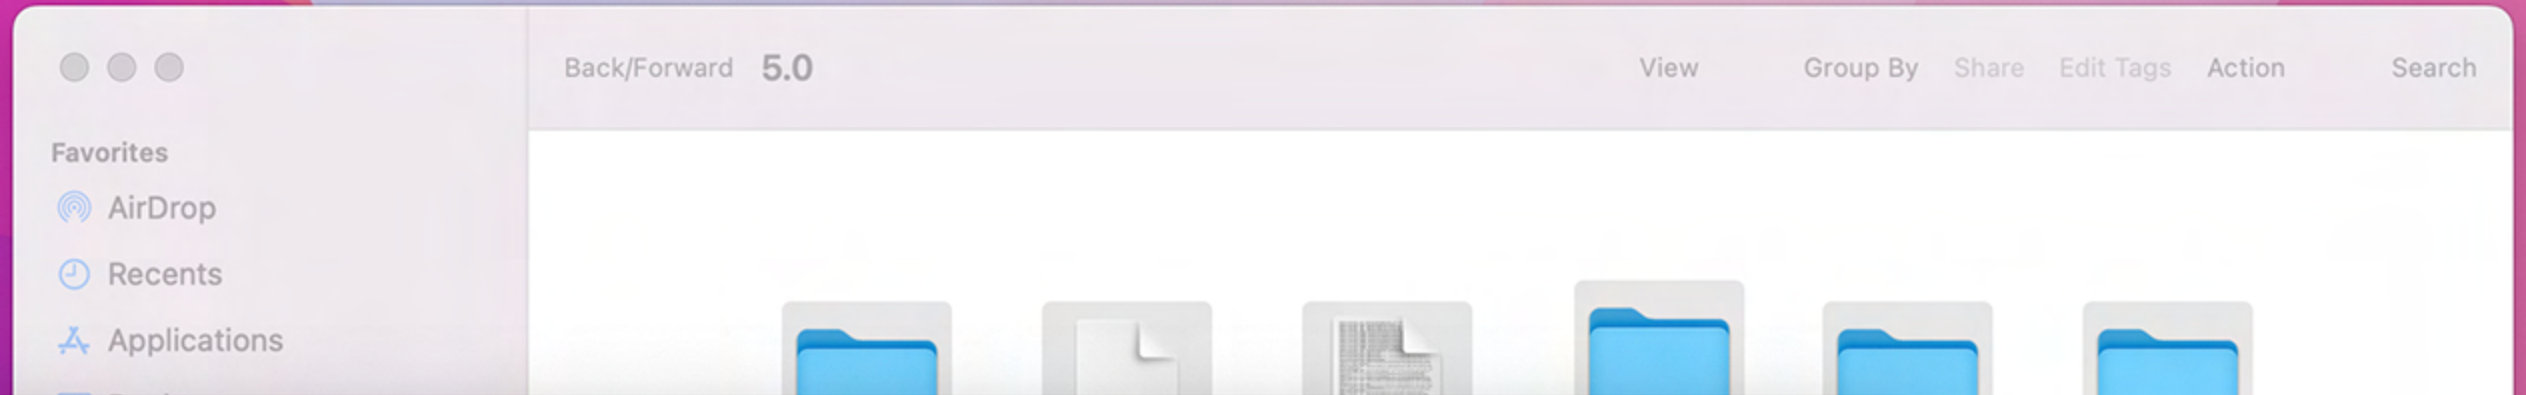 Back/Forward 5.0 View Group By Share Edit Tags Action Search
Favorites
AirDrop
Recents
Applications